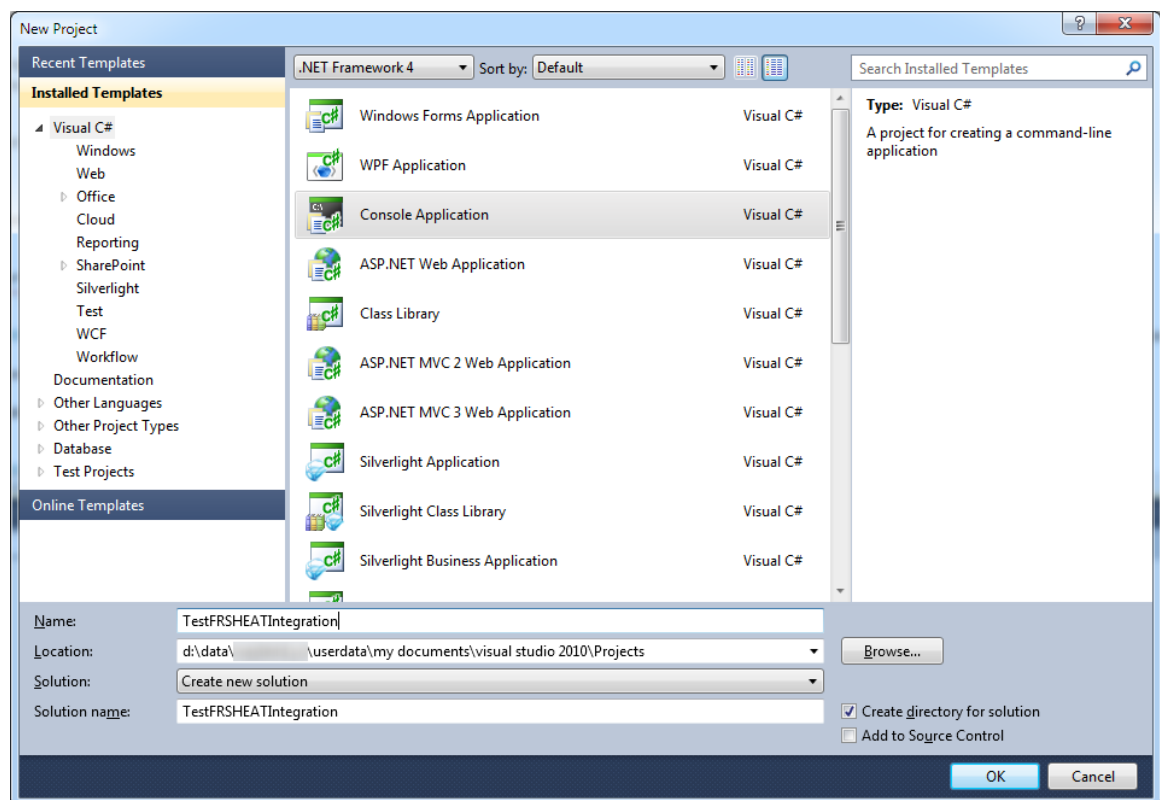 New Project
Recent Templates
Installed Templates
Visual C#
Windows
Web
Office
Cloud
Reporting
SharePoint
Silverlight
Test
WCF
Workflow
Documentation
Other Languages
Other Project Types
Database
Test Projects
Online Templates
.NET Framework 4 Sort by: Default
Windows Forms Application Visual C#
WPF Application Visual C#
Console Application Visual C#
ASP.NET Web Application Visual C#
Class Library Visual C#
ASP.NET MVC 2 Web Application Visual C#
ASP.NET MVC 3 Web Application Visual C#
Silverlight Application Visual C#
Silverlight Class Library Visual C#
Silverlight Business Application Visual C#
Search Installed Templates
Type: Visual C#
A project for creating a command-line
application
Name: TestFRSHEATIntegration
Location: d:\data\ \userdata\my documents\visual studio 2010\Projects Browse...
Solution: Create new solution
Solution name: TestFRSHEATIntegration
Create directory for solution
Add to Source Control
OK Cancel